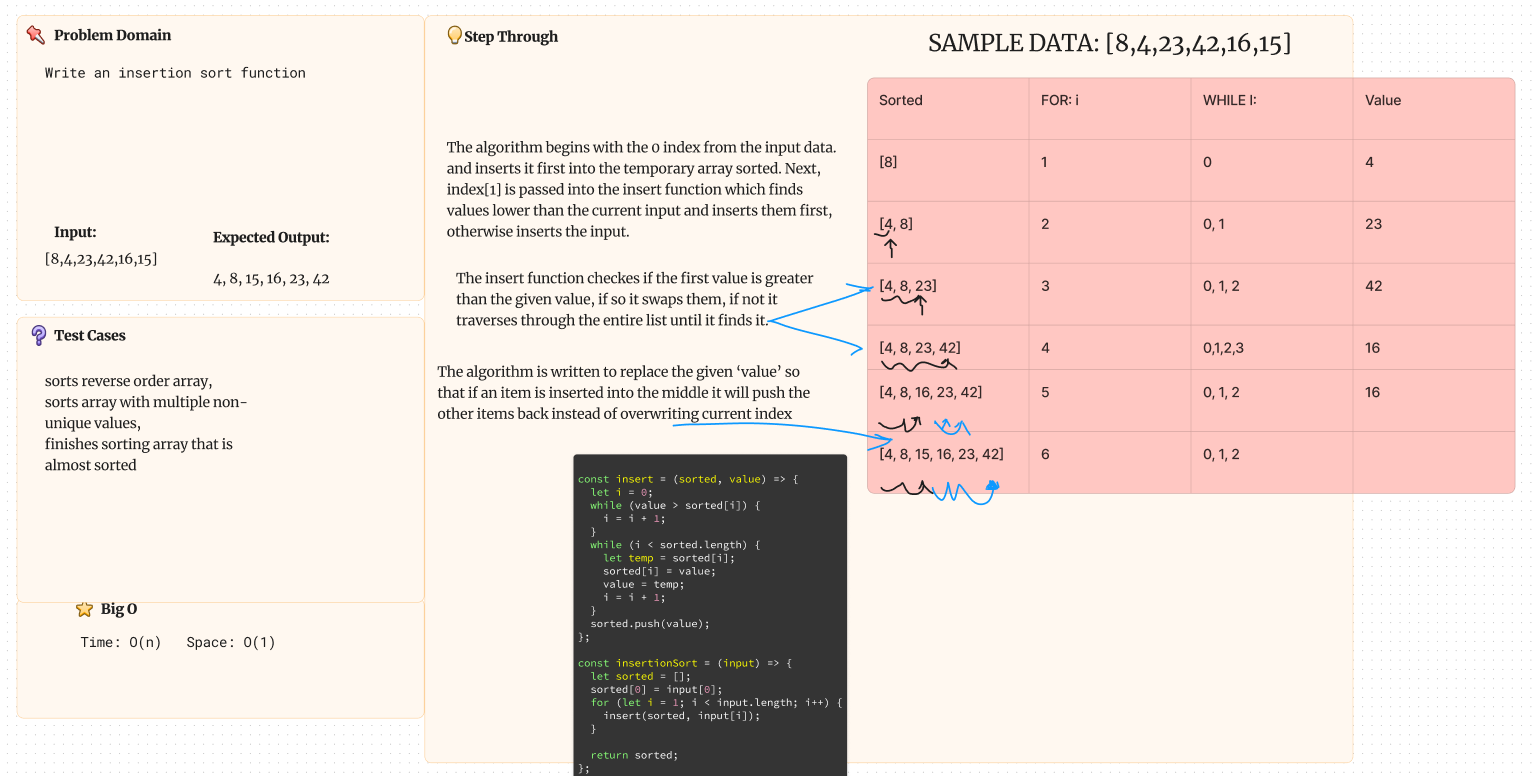 Problem Domain
Write an insertion sort function
Input:
[8,4,23,42,16,15]
Expected Output:
4, 8, 15, 16, 23, 42
Test Cases
sorts reverse order array,
sorts array with multiple non-
unique values,
finishes sorting array that is
almost sorted
Big O
Time: O(n) Space: O(1)
Step Through
The algorithm begins with the 0 index from the input data.
and inserts it first into the temporary array sorted. Next,
index[1] is passed into the insert function which finds
values lower than the current input and inserts them first,
otherwise inserts the input.
The insert function checkes if the first value is greater
than the given value, if so it swaps them, if not it
traverses through the entire list until it finds it.
The algorithm is written to replace the given ‘value’ so
that if an item is inserted into the middle it will push the
other items back instead of overwriting current index
const insert = (sorted, value) => {
let i = 0;
while (value > sorted[i]) {
i = i + 1;
}
while (i < sorted.length) {
let temp = sorted[i];
sorted[i] = value;
value = temp;
i = i + 1;
}
sorted.push(value);
};
const insertionSort = (input) => {
let sorted = [];
sorted[0] = input[0];
for (let i = 1; i < input.length; i++) {
insert(sorted, input[i]);
}
return sorted;
};
SAMPLE DATA: [8,4,23,42,16,15]
Sorted FOR: i WHILE I: Value
[8] 1 0 4
[4, 8] 2 0, 1 23
[4, 8, 23] 3 0, 1, 2 42
[4, 8, 23, 42] 4 0,1,2,3 16
[4, 8, 16, 23, 42] 5 0, 1, 2 16
[4, 8, 15, 16, 23, 42] 6 0, 1, 2